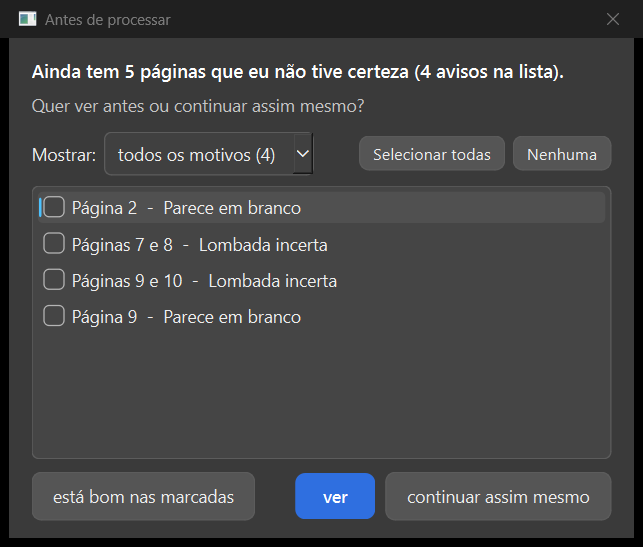 Antes de processar
Ainda tem 5 páginas que eu não tive certeza (4 avisos na lista).
Quer ver antes ou continuar assim mesmo?
Mostrar: todos os motivos (4) Selecionar todas Nenhuma
Página 2 - Parece em branco
Páginas 7 e 8 - Lombada incerta
Páginas 9 e 10 - Lombada incerta
Página 9 - Parece em branco
está bom nas marcadas ver continuar assim mesmo